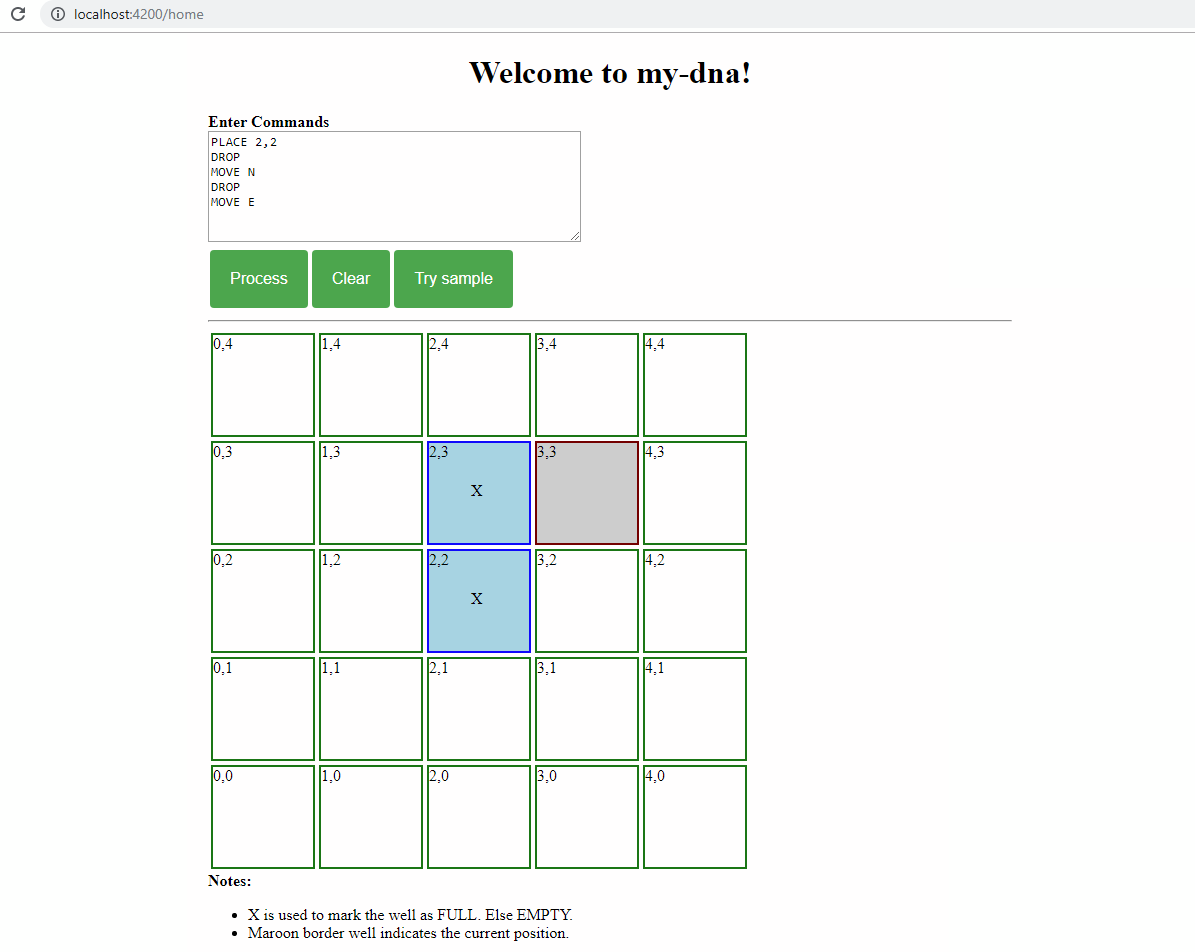 localhost:4200/home
Welcome to my-dna!
Enter Commands
PLACE 2,2
DROP
MOVE N
DROP
MOVE E
Process Clear Try sample
0,4 1,4 2,4 3,4 4,4
0,3 1,3 2,3 3,3 4,3
X
0,2 1,2 2,2 3,2 4,2
X
0,1 1,1 2,1 3,1 4,1
0,0 1,0 2,0 3,0 4,0
Notes:
X is used to mark the well as FULL. Else EMPTY.
Maroon border well indicates the current position.